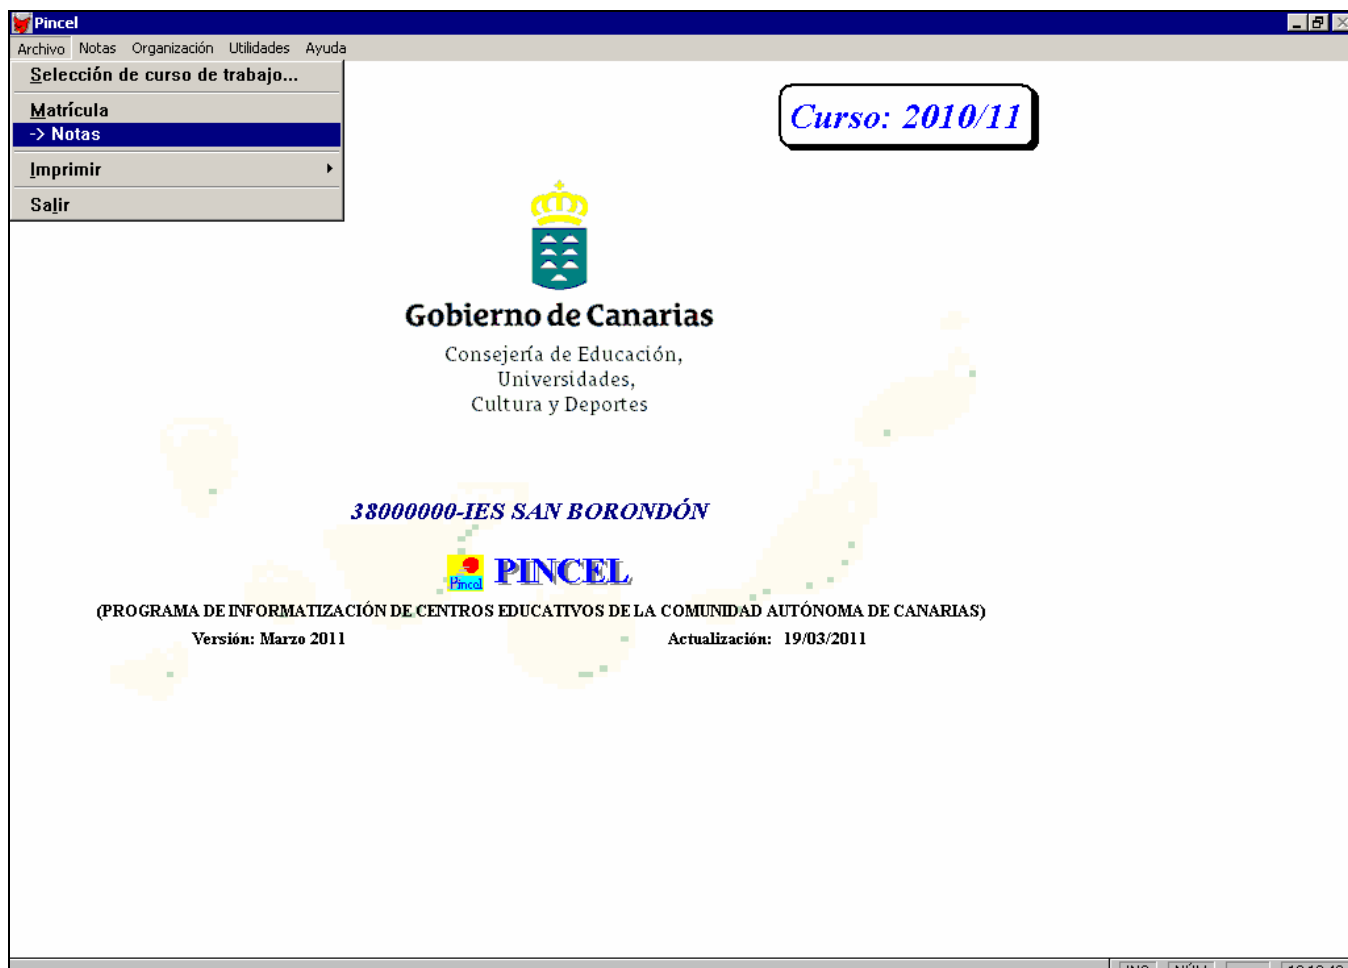 Pincel
Archivo Notas Organización Utilidades Ayuda
Selección de curso de trabajo...
Matrícula
-> Notas
Imprimir
Salir
Curso: 2010/11
Gobierno de Canarias
Consejería de Educación,
Universidades,
Cultura y Deportes
38000000-IES SAN BORONDÓN
Pincel
PINCEL
(PROGRAMA DE INFORMATIZACIÓN DE CENTROS EDUCATIVOS DE LA COMUNIDAD AUTÓNOMA DE CANARIAS)
Versión: Marzo 2011 Actualización: 19/03/2011